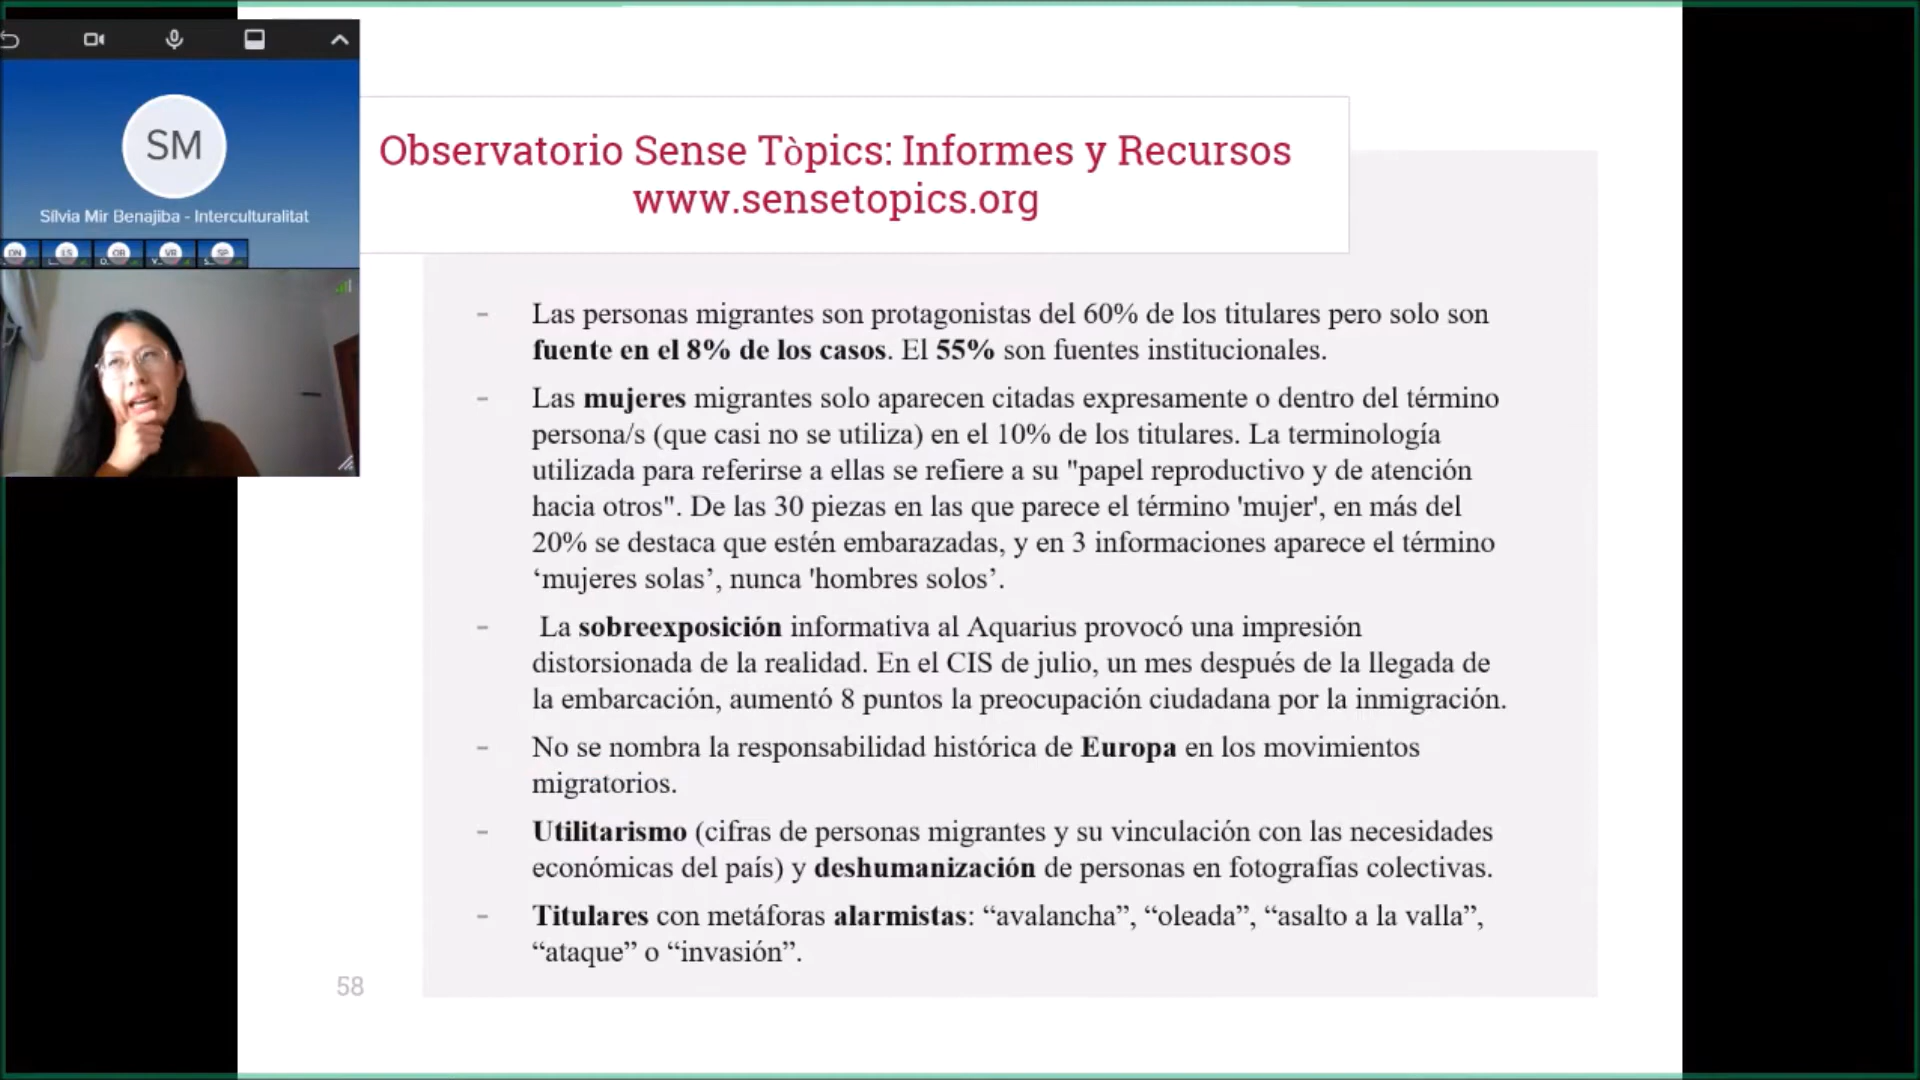 SM
Sílvia Mir Benajiba - Interculturalitat
DN
LS
OR
VR
SP
Observatorio Sense Tòpics: Informes y Recursos
www.sensetopics.org
- Las personas migrantes son protagonistas del 60% de los titulares pero solo son
fuente en el 8% de los casos. El 55% son fuentes institucionales.
- Las mujeres migrantes solo aparecen citadas expresamente o dentro del término
persona/s (que casi no se utiliza) en el 10% de los titulares. La terminología
utilizada para referirse a ellas se refiere a su "papel reproductivo y de atención
hacia otros". De las 30 piezas en las que parece el término 'mujer', en más del
20% se destaca que estén embarazadas, y en 3 informaciones aparece el término
‘mujeres solas’, nunca 'hombres solos’.
- La sobreexposición informativa al Aquarius provocó una impresión
distorsionada de la realidad. En el CIS de julio, un mes después de la llegada de
la embarcación, aumentó 8 puntos la preocupación ciudadana por la inmigración.
- No se nombra la responsabilidad histórica de Europa en los movimientos
migratorios.
- Utilitarismo (cifras de personas migrantes y su vinculación con las necesidades
económicas del país) y deshumanización de personas en fotografías colectivas.
- Titulares con metáforas alarmistas: “avalancha”, “oleada”, “asalto a la valla”,
“ataque” o “invasión”.
58